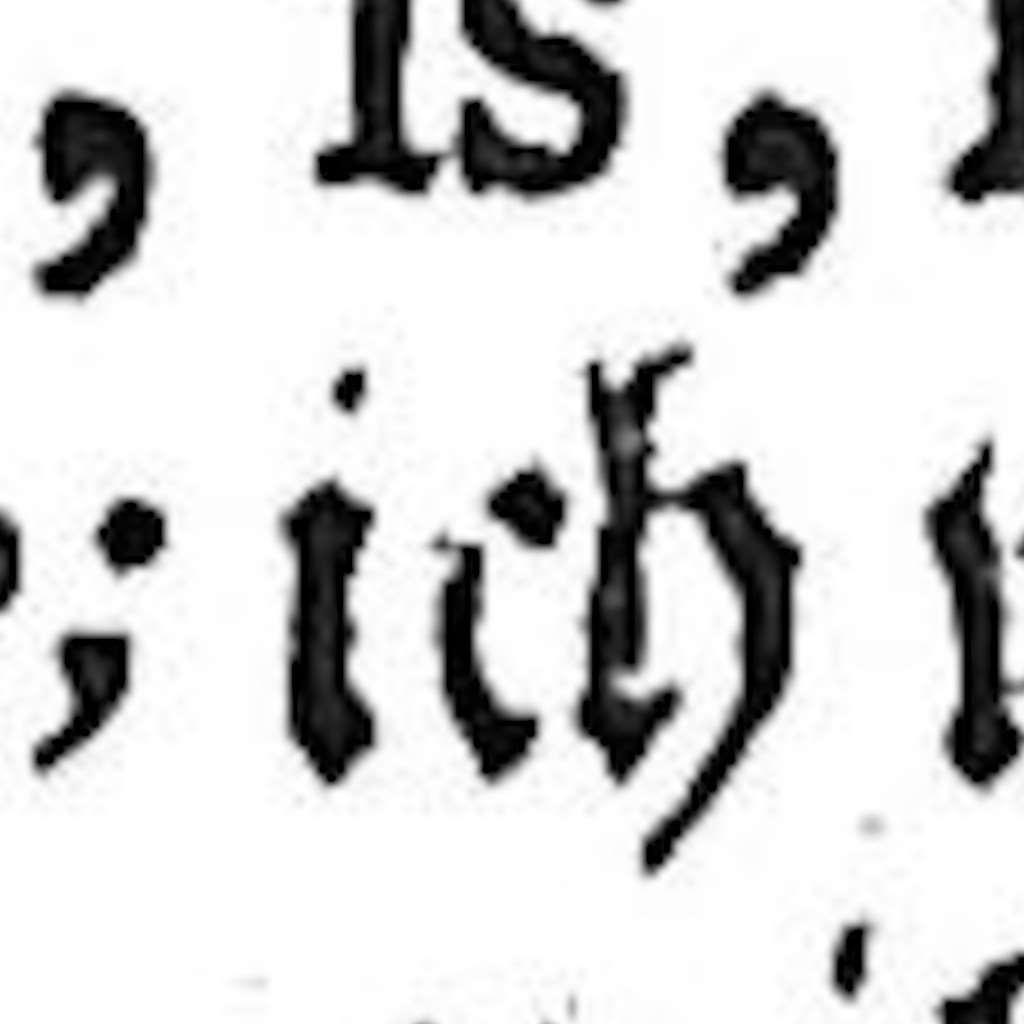 , is,
; ich